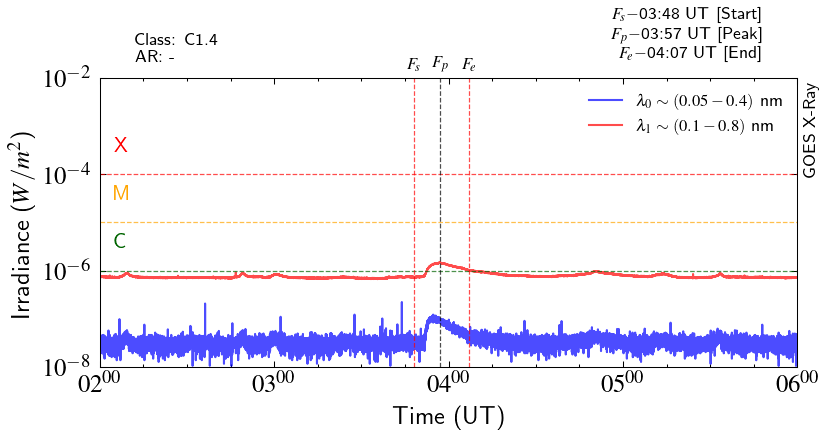 Fs−03:48 UT [Start]
Class: C1.4
Fp−03:57 UT [Peak]
AR: -
Fe−04:07 UT [End]
Fs Fp Fe
10⁻²
λ₀ ∼ (0.05 − 0.4) nm
λ₁ ∼ (0.1 − 0.8) nm
GOES X-Ray
X
10⁻⁴
M
C
10⁻⁶
10⁻⁸
Irradiance (W/m²)
02⁰⁰ 03⁰⁰ 04⁰⁰ 05⁰⁰ 06⁰⁰
Time (UT)